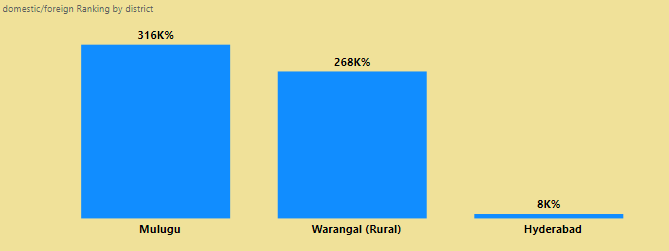 domestic/foreign Ranking by district
316K%
268K%
8K%
Mulugu
Warangal (Rural)
Hyderabad